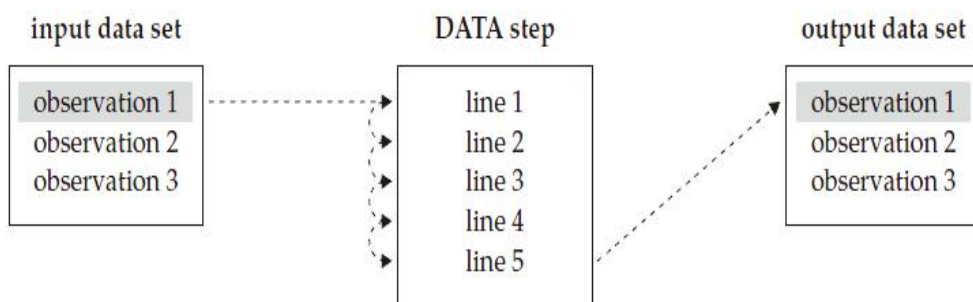 input data set
observation 1
observation 2
observation 3
DATA step
line 1
line 2
line 3
line 4
line 5
output data set
observation 1
observation 2
observation 3